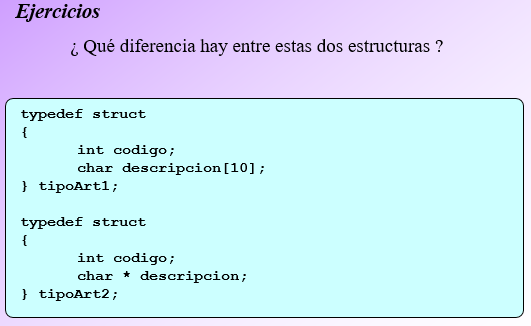 Ejercicios
¿ Qué diferencia hay entre estas dos estructuras ?
typedef struct
{
int codigo;
char descripcion[10];
} tipoArt1;
typedef struct
{
int codigo;
char * descripcion;
} tipoArt2;